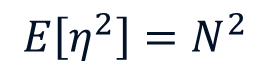 E[η²] = N²